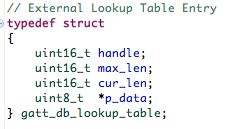 // External Lookup Table Entry
typedef struct
{
    uint16_t handle;
    uint16_t max_len;
    uint16_t cur_len;
    uint8_t  *p_data;
} gatt_db_lookup_table;